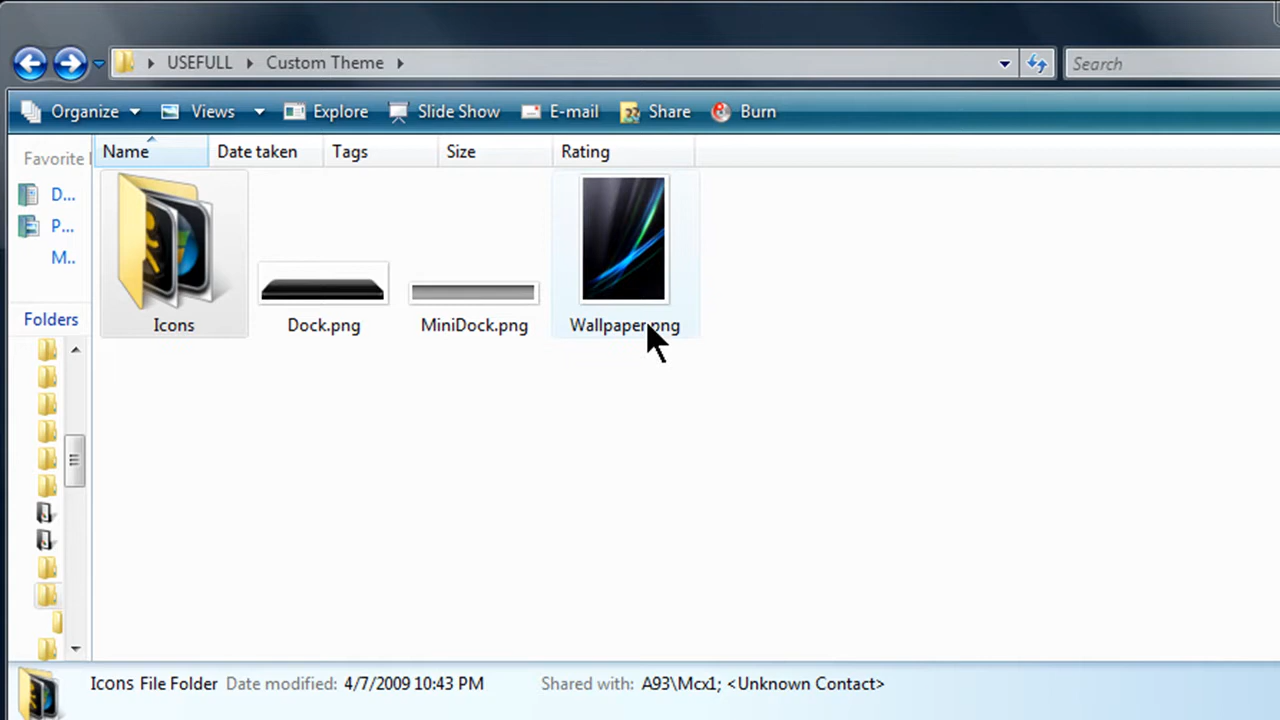 USEFULL Custom Theme
Search
Organize Views Explore Slide Show E-mail Share Burn
Favorite
Name Date taken Tags Size Rating
D...
P...
M..
Folders
Icons Dock.png MiniDock.png Wallpaper.png
Icons File Folder Date modified: 4/7/2009 10:43 PM Shared with: A93\Mcx1; <Unknown Contact>